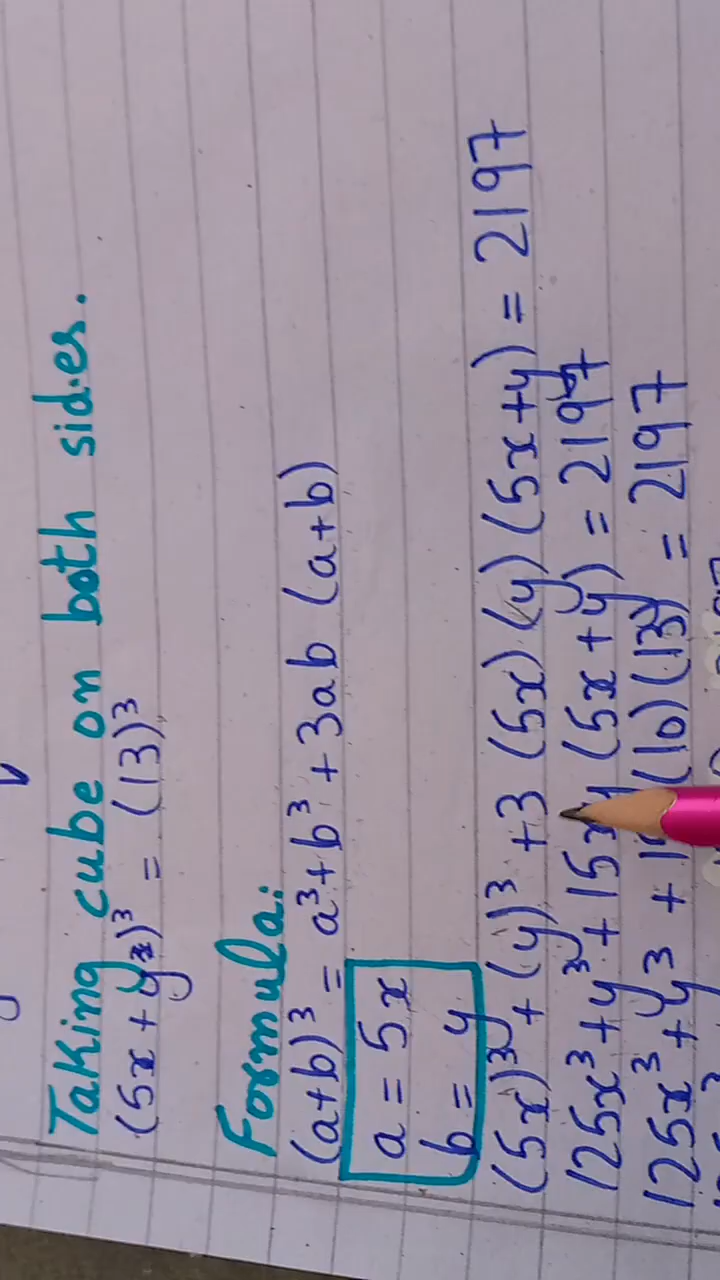 Taking cube on both sides.
(5x + y)³ = (13)³
Formula:
(a+b)³ = a³ + b³ + 3ab (a+b)
a = 5x
b = y
(5x)³ + (y)³ + 3 (5x) (y) (5x+y) = 2197
125x³ + y³ + 15xy (5x + y) = 2197
125x³ + y³ + (10) (13) = 2197